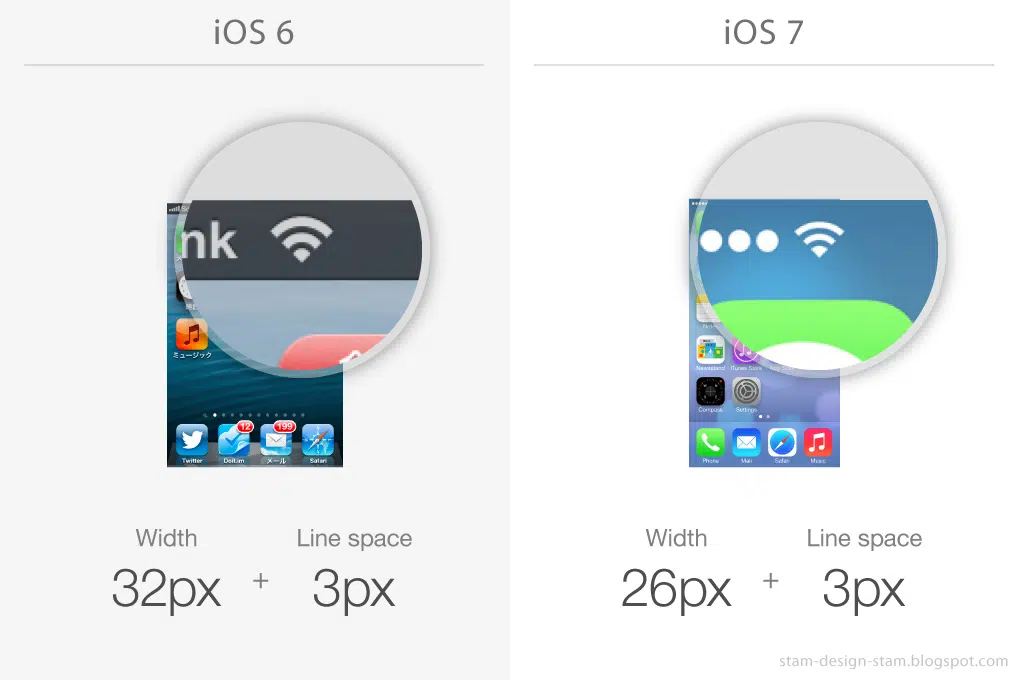 iOS 6
nk
ミュージック
12
199
Twitter
Doit.im
メール
Safari
Width
Line space
32px + 3px
iOS 7
Newsstand
iTunes Store
Compass
Settings
Phone
Mail
Safari
Music
Width
Line space
26px + 3px
stam-design-stam.blogspot.com